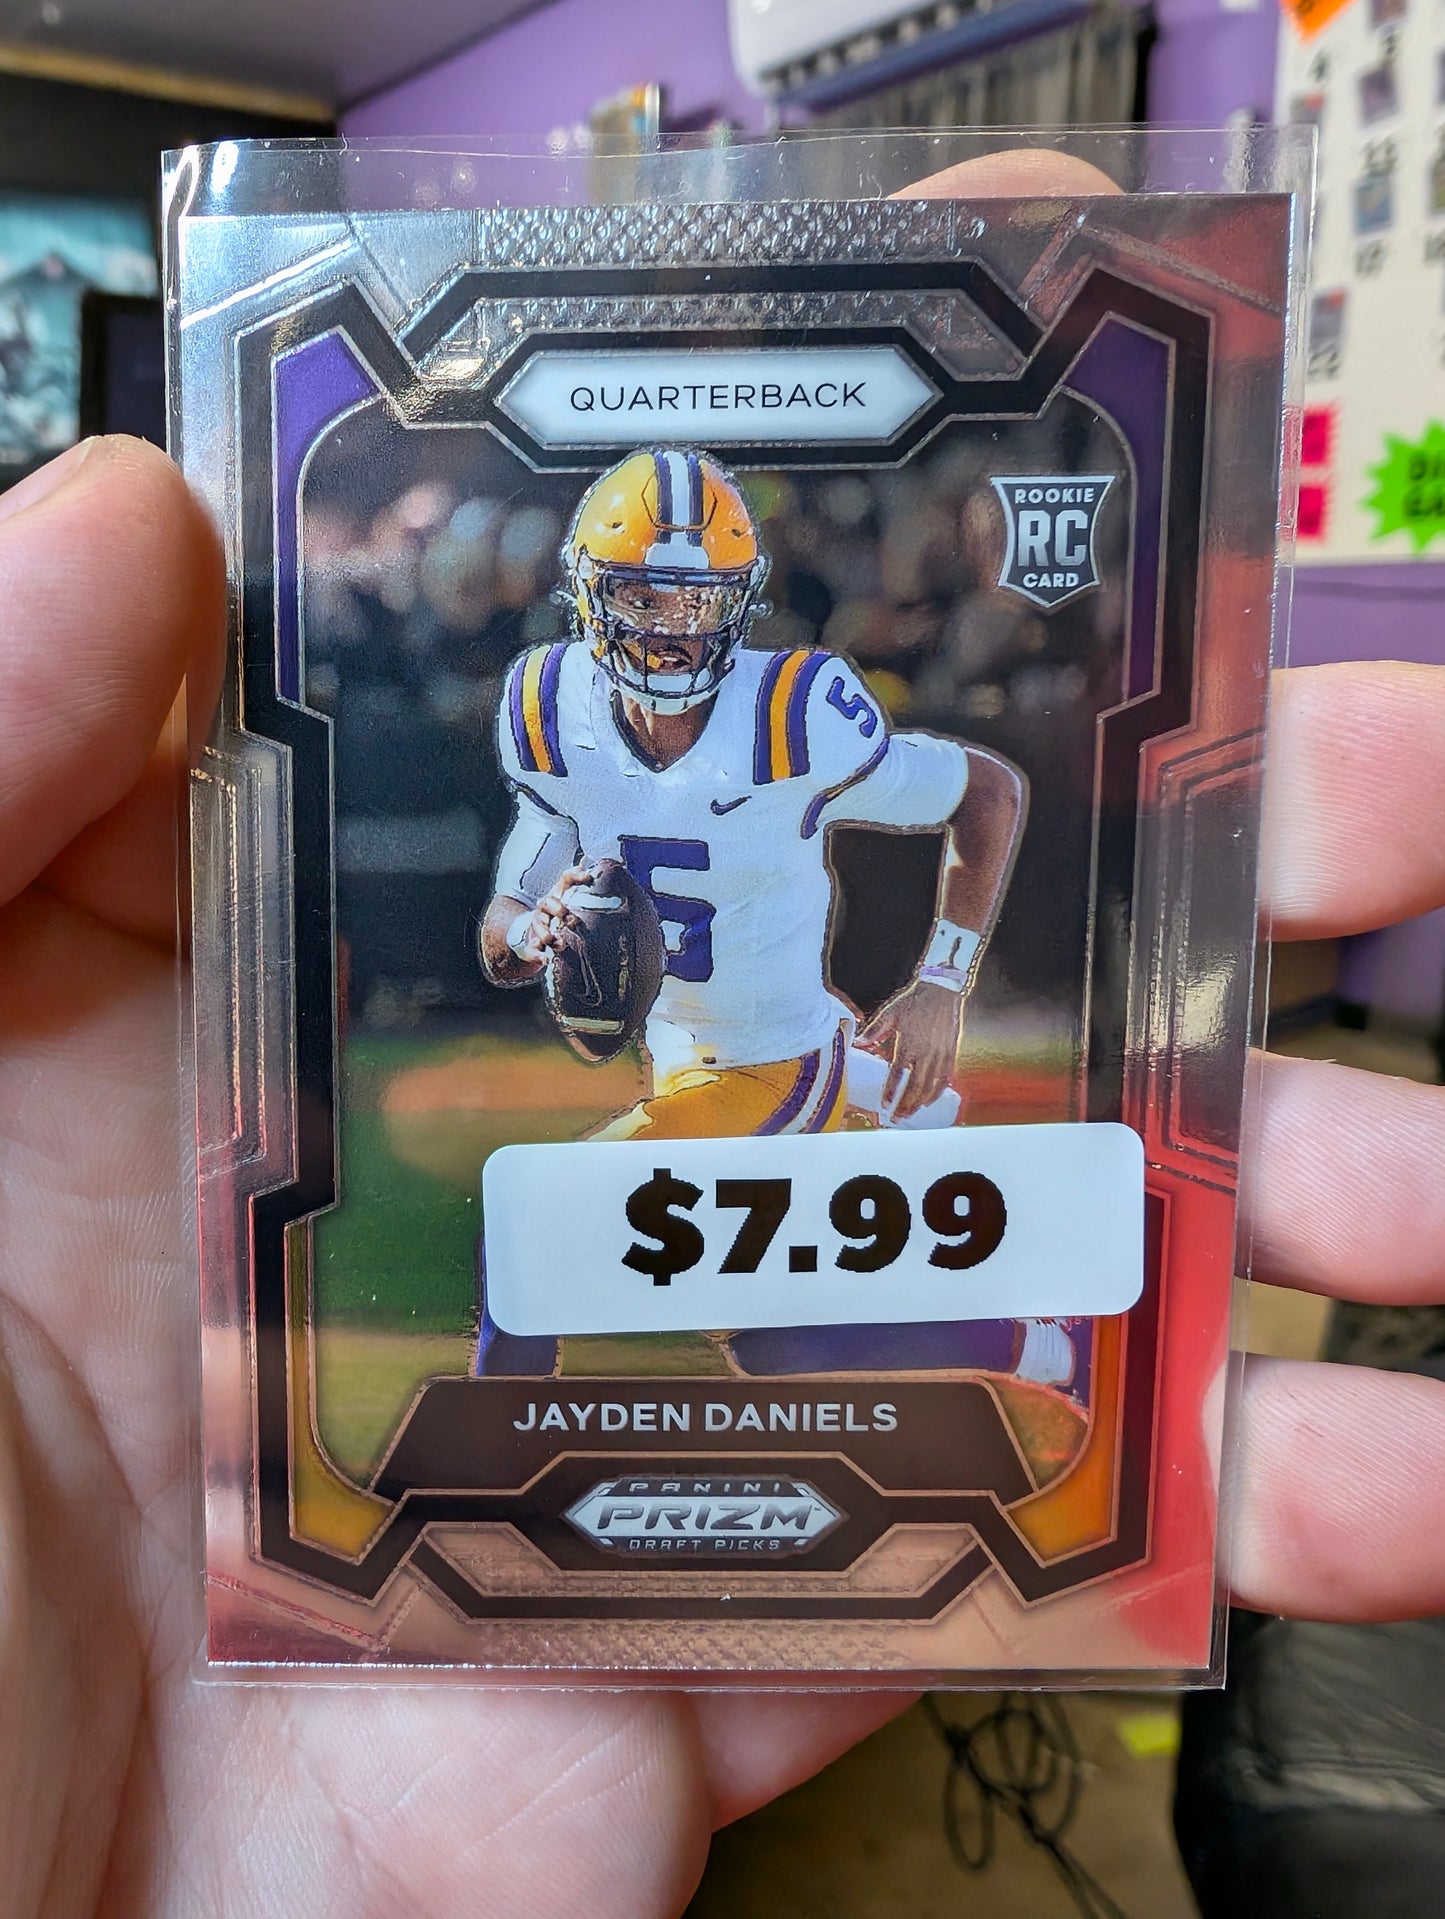 QUARTERBACK
ROOKIE
RC
CARD
5
5
$7.99
JAYDEN DANIELS
PANINI
PRIZM
DRAFT PICKS